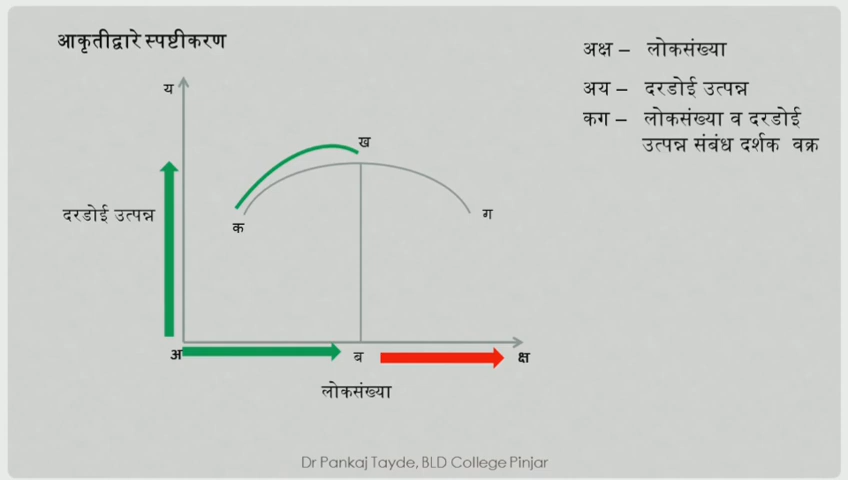 आकृतीद्वारे स्पष्टीकरण
अक्ष – लोकसंख्या
अय – दरडोई उत्पन्न
कग – लोकसंख्या व दरडोई
उत्पन्न संबंध दर्शक वक्र
य
ख
दरडोई उत्पन्न
क
ग
अ
ब
क्ष
लोकसंख्या
Dr Pankaj Tayde, BLD College Pinjar